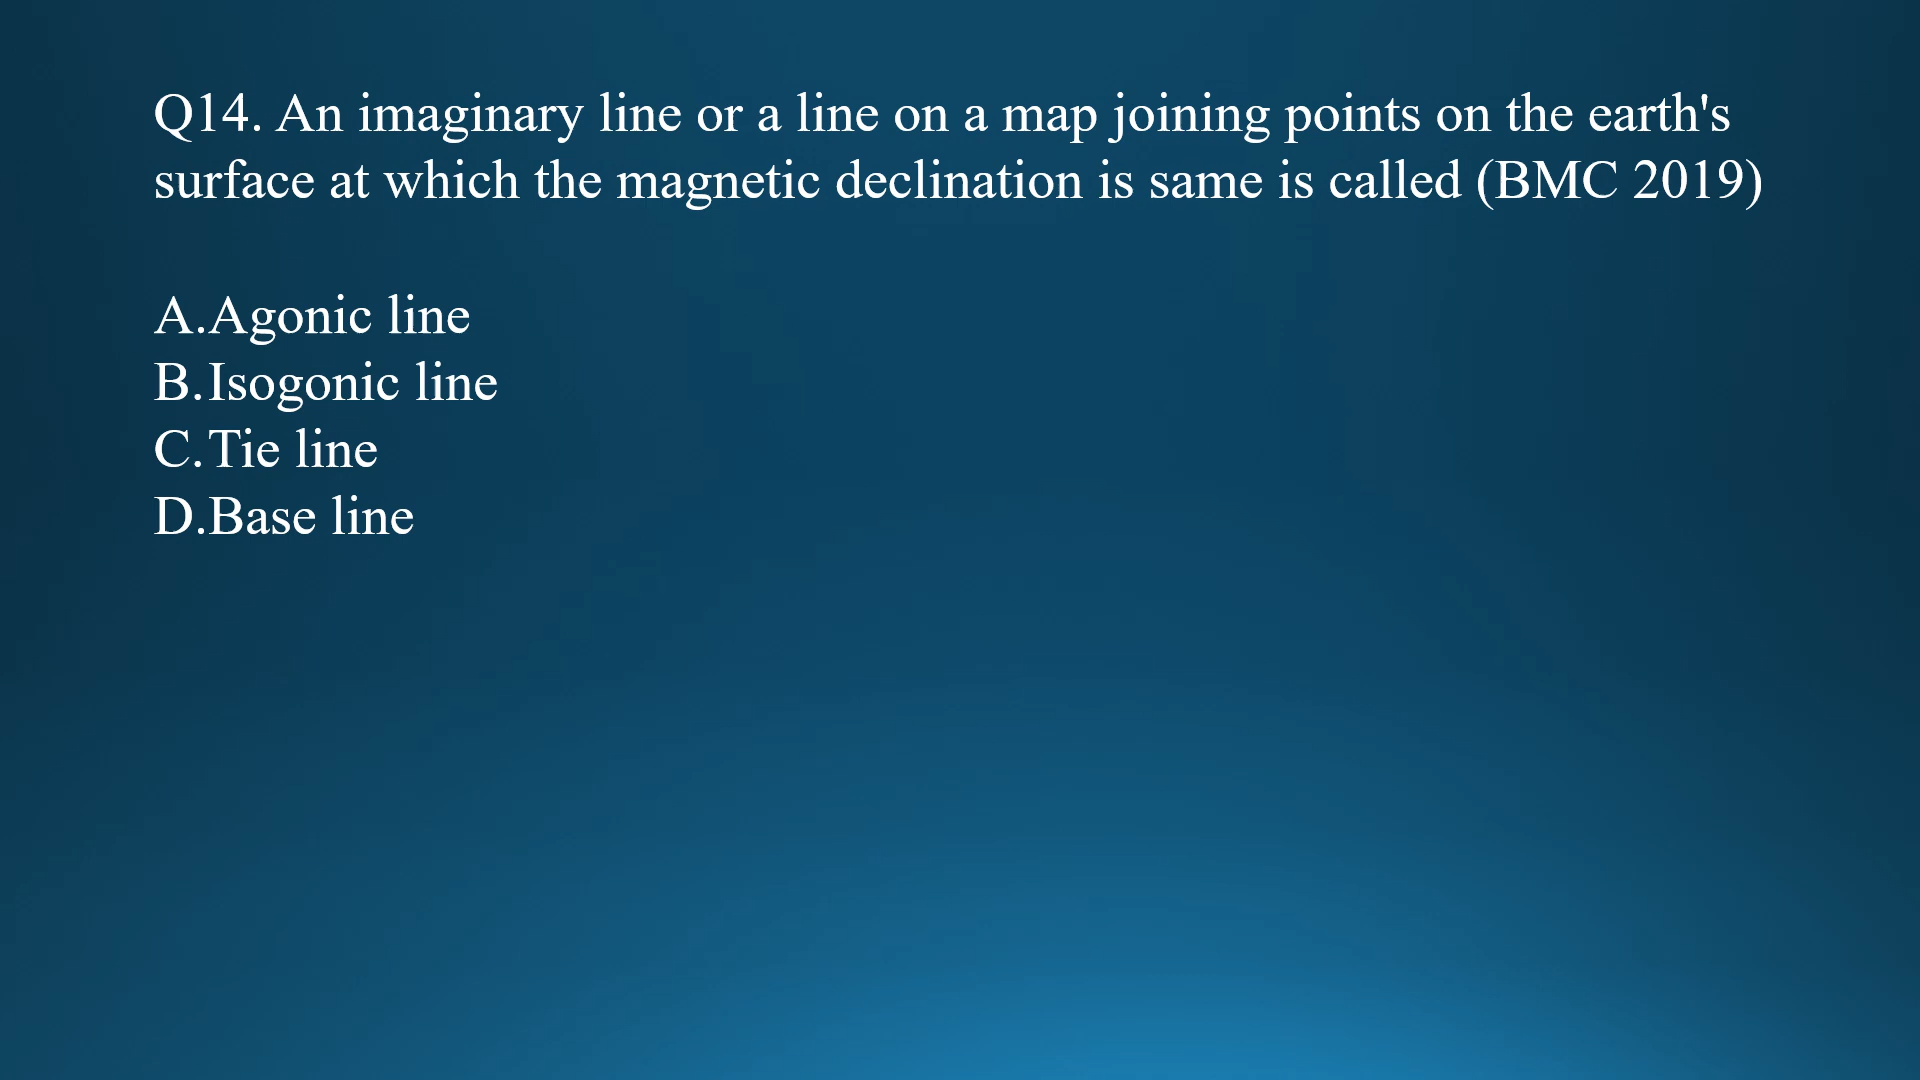 Q14. An imaginary line or a line on a map joining points on the earth's
surface at which the magnetic declination is same is called (BMC 2019)
A.Agonic line
B.Isogonic line
C.Tie line
D.Base line